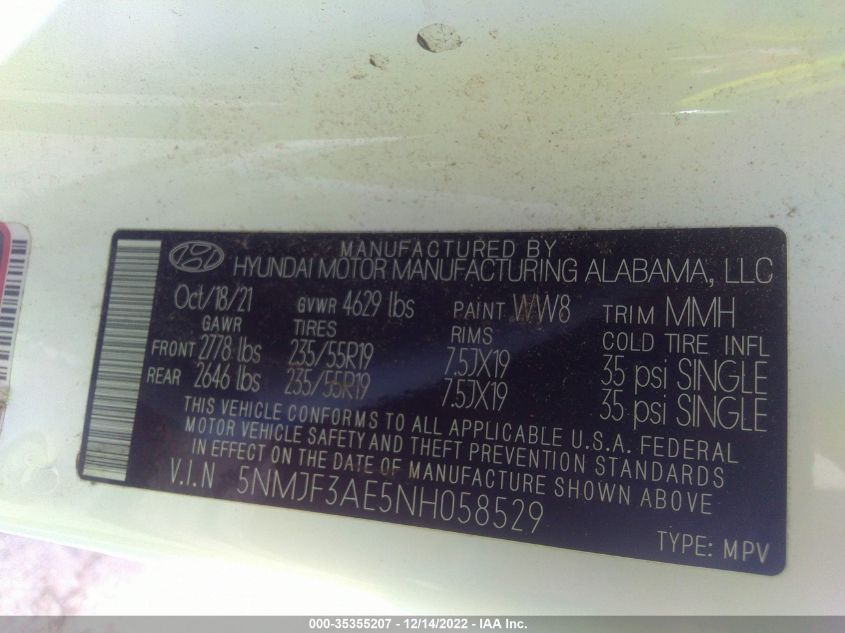 MANUFACTURED BY
HYUNDAI MOTOR MANUFACTURING ALABAMA, LLC
Oct/18/21 GVWR 4629 lbs PAINT WW8 TRIM MMH
GAWR TIRES RIMS COLD TIRE INFL
FRONT 2778 lbs 235/55R19 7.5JX19 35 psi SINGLE
REAR 2646 lbs 235/55R19 7.5JX19 35 psi SINGLE
THIS VEHICLE CONFORMS TO ALL APPLICABLE U.S.A. FEDERAL
MOTOR VEHICLE SAFETY AND THEFT PREVENTION STANDARDS
IN EFFECT ON THE DATE OF MANUFACTURE SHOWN ABOVE
V.I.N 5NMJF3AE5NH058529
TYPE: MPV
000-35355207 - 12/14/2022 - IAA Inc.